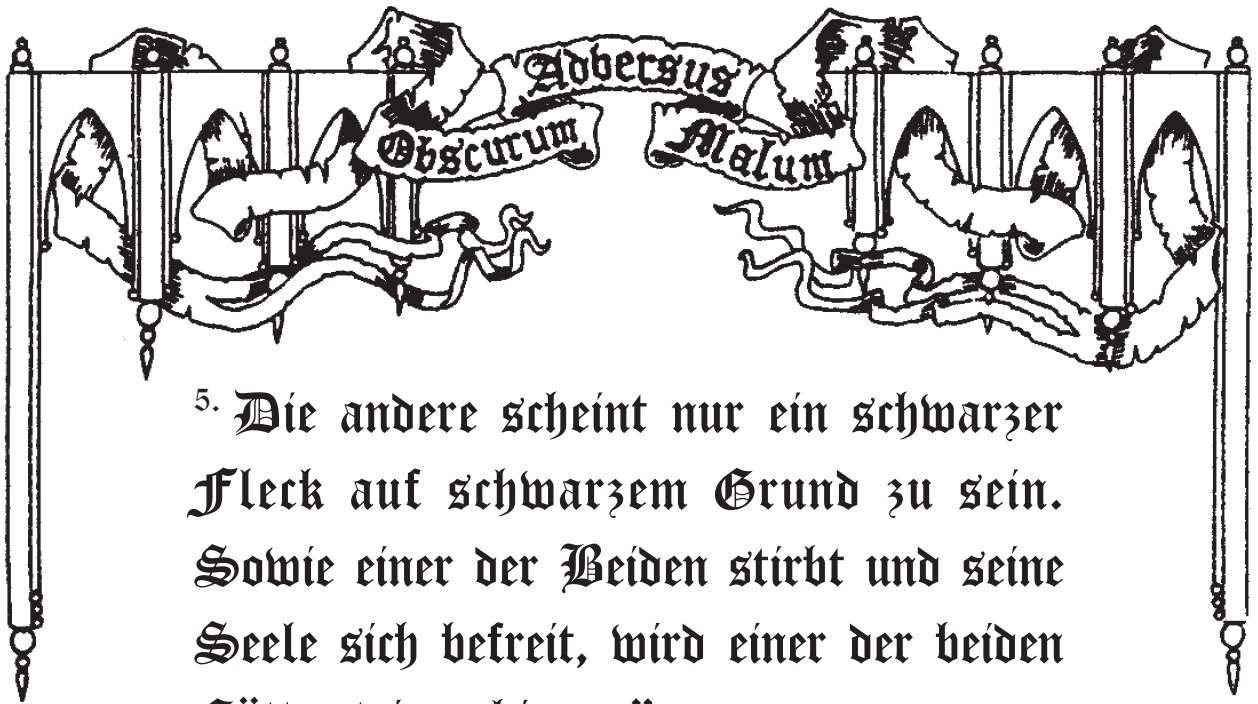 Adversus
Obscurum Malum
5. Die andere scheint nur ein schwarzer
Fleck auf schwarzem Grund zu sein.
Sowie einer der Beiden stirbt und seine
Seele sich befreit, wird einer der beiden